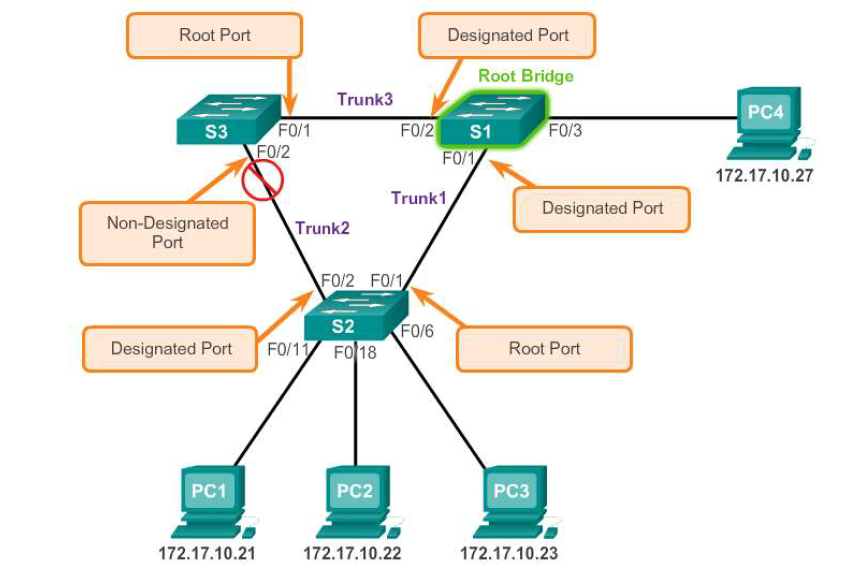 Root Port
Designated Port
Root Bridge
Trunk3
S3
F0/1
F0/2
S1
F0/3
PC4
F0/2
F0/1
172.17.10.27
Non-Designated
Port
Trunk1
Designated Port
Trunk2
F0/2
F0/1
S2
F0/6
Designated Port
F0/11
F0/18
Root Port
PC1
PC2
PC3
172.17.10.21
172.17.10.22
172.17.10.23